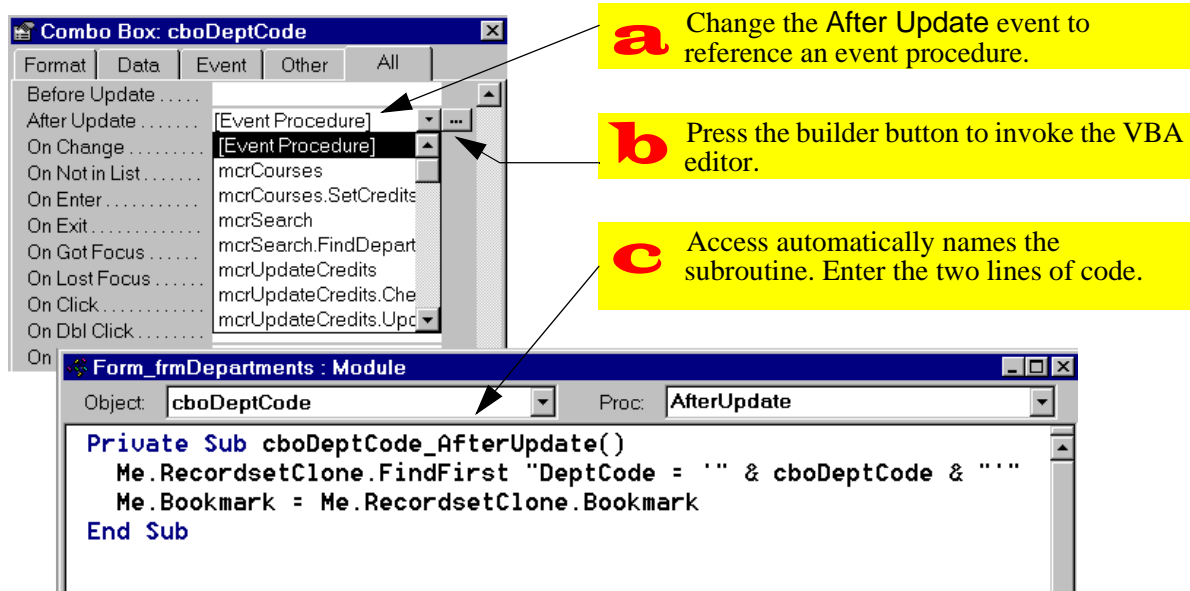 Combo Box: cboDeptCode
Format Data Event Other All
Before Update .....
After Update ....... [Event Procedure] ...
On Change ......... [Event Procedure]
On Not in List ....... mcrCourses
On Enter ........... mcrCourses.SetCredits
On Exit ............ mcrSearch
On Got Focus ...... mcrSearch.FindDepart
On Lost Focus ...... mcrUpdateCredits
On Click ............ mcrUpdateCredits.Che
On Dbl Click ........ mcrUpdateCredits.Upd
On
a Change the After Update event to
reference an event procedure.
b Press the builder button to invoke the VBA
editor.
c Access automatically names the
subroutine. Enter the two lines of code.
Form_frmDepartments : Module
Object: cboDeptCode Proc: AfterUpdate
Private Sub cboDeptCode_AfterUpdate()
Me.RecordsetClone.FindFirst "DeptCode = '" & cboDeptCode & "'"
Me.Bookmark = Me.RecordsetClone.Bookmark
End Sub